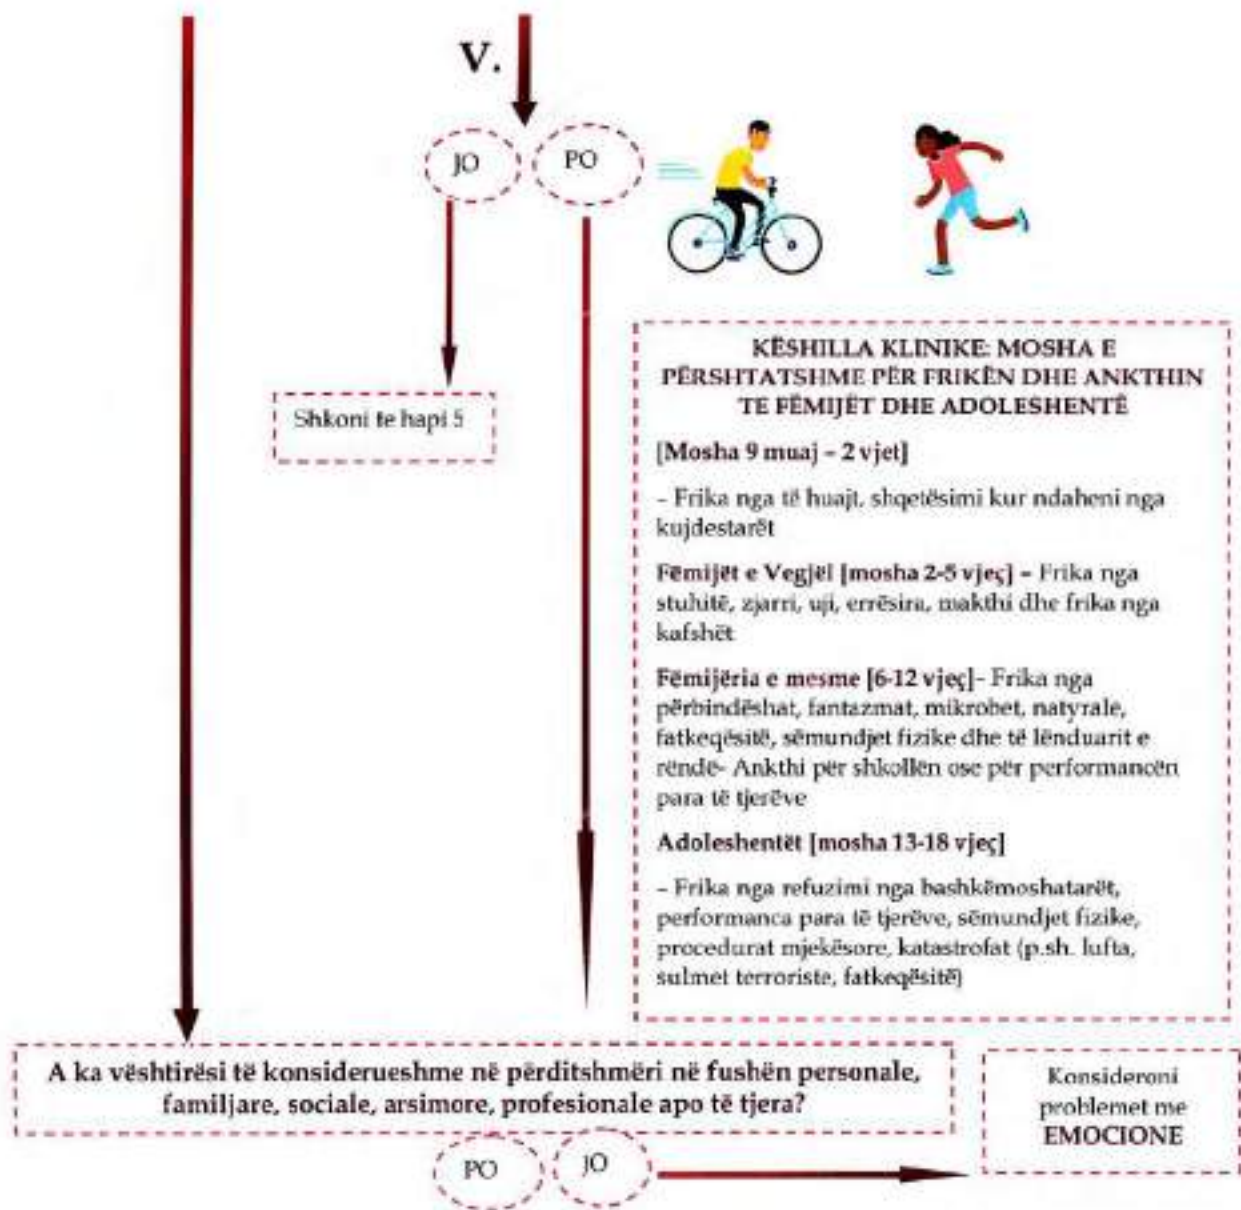 V.
JO
PO
Shkoni te hapi 5
KËSHILLA KLINIKE: MOSHA E
PËRSHTATSHME PËR FRIKËN DHE ANKTHIN
TE FËMIJËT DHE ADOLESHENTË
[Mosha 9 muaj – 2 vjet]
– Frika nga të huajt, shqetësimi kur ndaheni nga
kujdestarët
Fëmijët e Vegjël [mosha 2-5 vjeç] – Frika nga
stuhitë, zjarri, uji, errësira, makthi dhe frika nga
kafshët
Fëmijëria e mesme [6-12 vjeç]- Frika nga
përbindëshat, fantazmat, mikrobet, natyrale,
fatkeqësitë, sëmundjet fizike dhe të lënduarit e
rëndë- Ankthi për shkollën ose për performancën
para të tjerëve
Adoleshentët [mosha 13-18 vjeç]
– Frika nga refuzimi nga bashkëmoshatarët,
performanca para të tjerëve, sëmundjet fizike,
procedurat mjekësore, katastrofat (p.sh. lufta,
sulmet terroriste, fatkeqësitë)
A ka vështirësi të konsiderueshme në përditshmëri në fushën personale,
familjare, sociale, arsimore, profesionale apo të tjera?
PO
JO
Konsideroni
problemet me
EMOCIONE